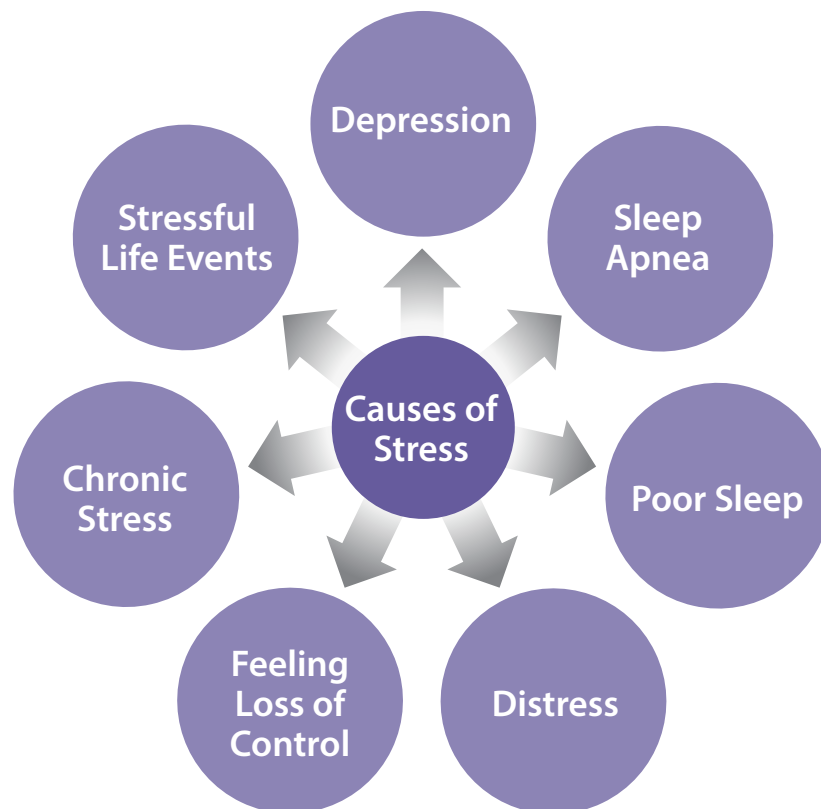 Depression
Sleep
Apnea
Poor Sleep
Distress
Feeling
Loss of
Control
Chronic
Stress
Stressful
Life Events
Causes of
Stress